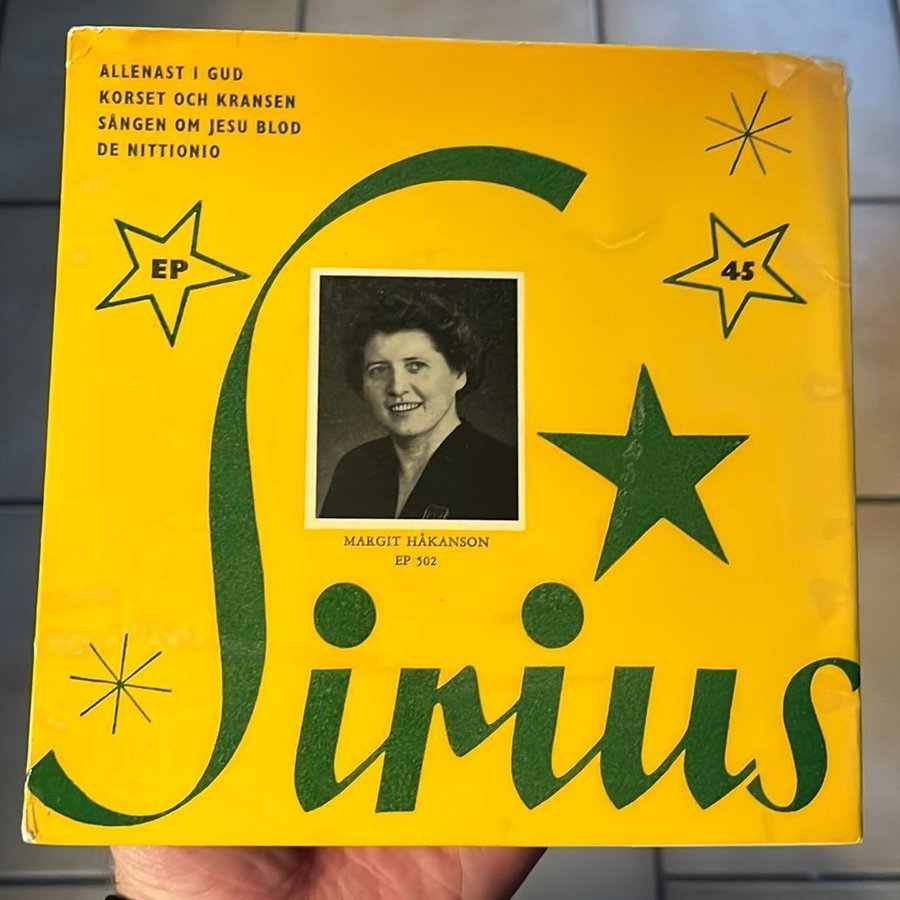 ALLENAST I GUD
KORSET OCH KRANSEN
SÅNGEN OM JESU BLOD
DE NITTIONIO
EP
45
MARGIT HÅKANSON
EP 502
Sirius